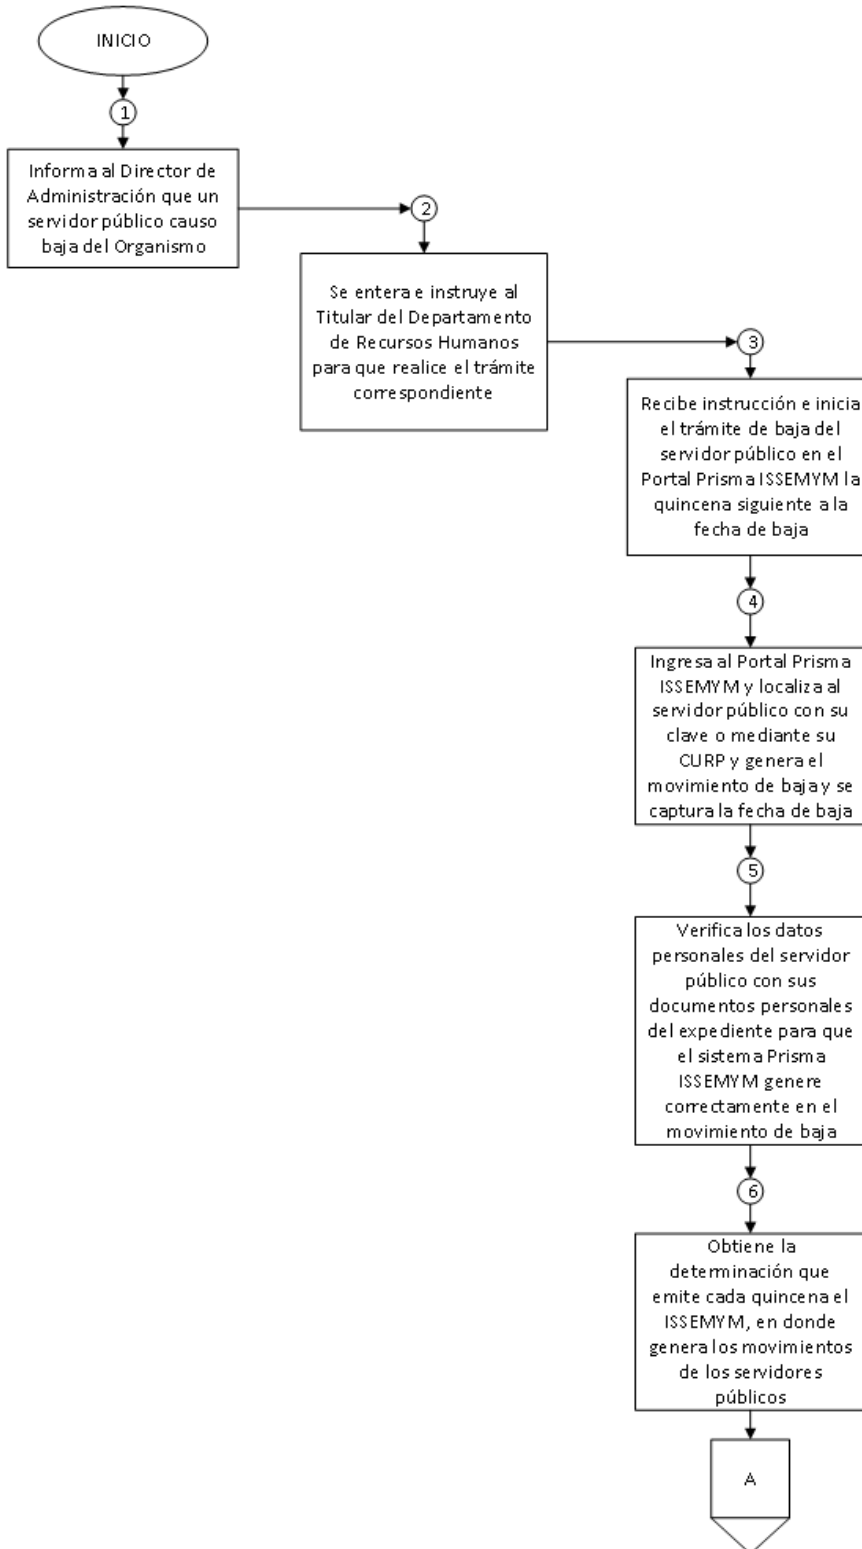 INICIO
1
Informa al Director de
Administración que un
servidor público causo
baja del Organismo
2
Se entera e instruye al
Titular del Departamento
de Recursos Humanos
para que realice el trámite
correspondiente
3
Recibe instrucción e inicia
el trámite de baja del
servidor público en el
Portal Prisma ISSEMYM la
quincena siguiente a la
fecha de baja
4
Ingresa al Portal Prisma
ISSEMYM y localiza al
servidor público con su
clave o mediante su
CURP y genera el
movimiento de baja y se
captura la fecha de baja
5
Verifica los datos
personales del servidor
público con sus
documentos personales
del expediente para que
el sistema Prisma
ISSEMYM genere
correctamente en el
movimiento de baja
6
Obtiene la
determinación que
emite cada quincena el
ISSEMYM, en donde
genera los movimientos
de los servidores
públicos
A